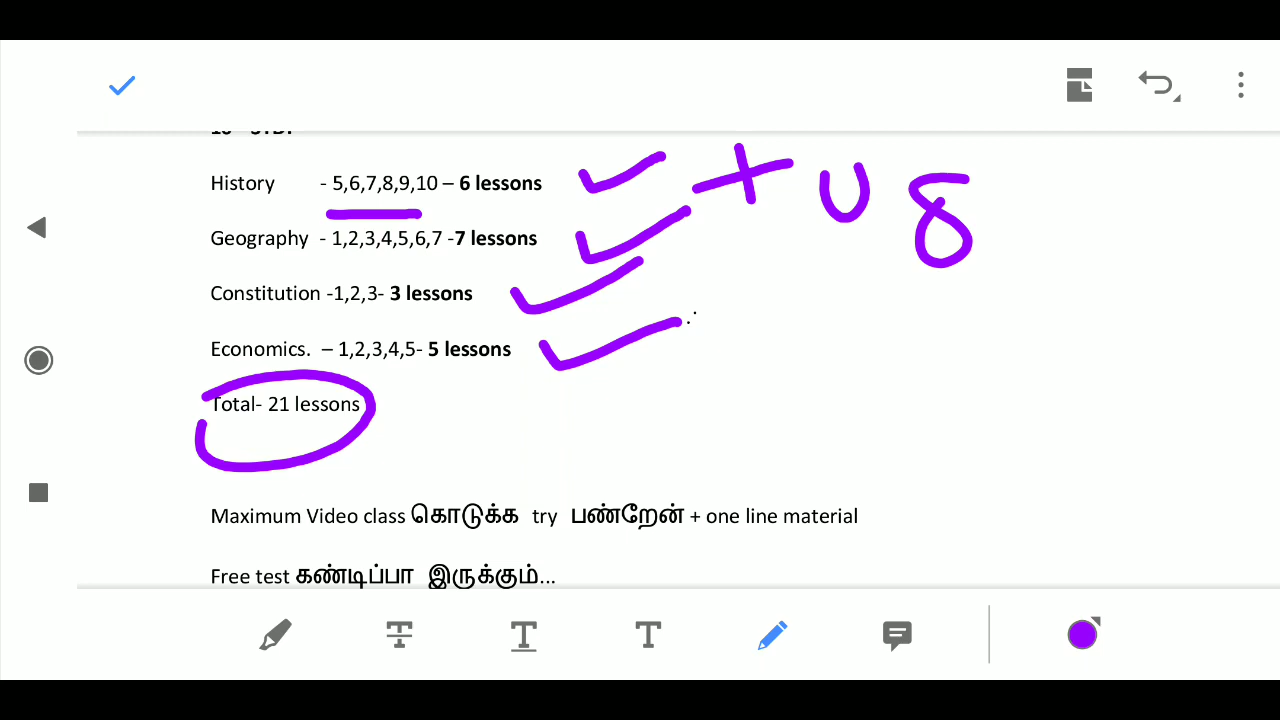 History - 5,6,7,8,9,10 – 6 lessons
Geography - 1,2,3,4,5,6,7 -7 lessons
Constitution -1,2,3- 3 lessons
Economics. – 1,2,3,4,5- 5 lessons
Total- 21 lessons
Maximum Video class கொடுக்க try பண்றேன் + one line material
Free test கண்டிப்பா இருக்கும்...